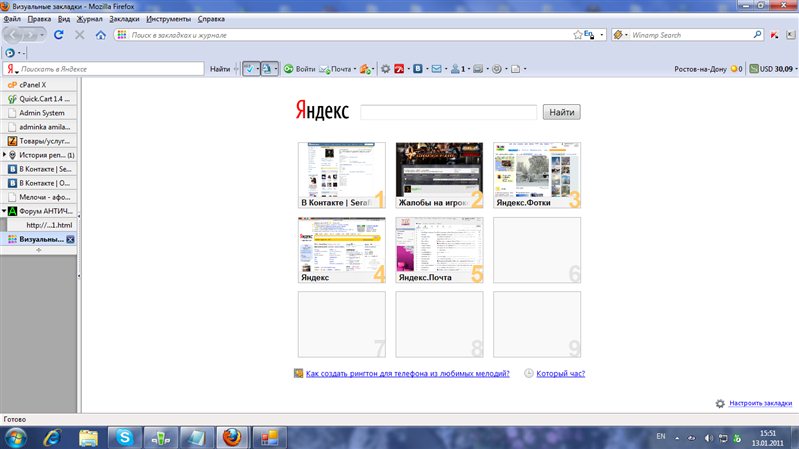 Визуальные закладки - Mozilla Firefox
Файл Правка Вид Журнал Закладки Инструменты Справка
Поиск в закладках и журнале
En
Winamp Search
Я Поискать в Яндексе
Найти
Войти
Почта
1
Ростов-на-Дону
0
USD 30,09
cPanel X
Quick.Cart 1.4 ...
Admin System
adminka amila...
Товары/услуг...
История реп... (1)
В Контакте | Se...
В Контакте | О...
Мелочи - афо...
Форум АНТИЧ...
http://...1.html
Визуальны...
Яндекс
Найти
В Контакте | Serafi
1
Жалобы на игрок
2
Яндекс.Фотки
3
Яндекс
4
Яндекс.Почта
5
6
7
8
9
Как создать рингтон для телефона из любимых мелодий?
Который час?
Настроить закладки
Готово
EN
15:51
13.01.2011